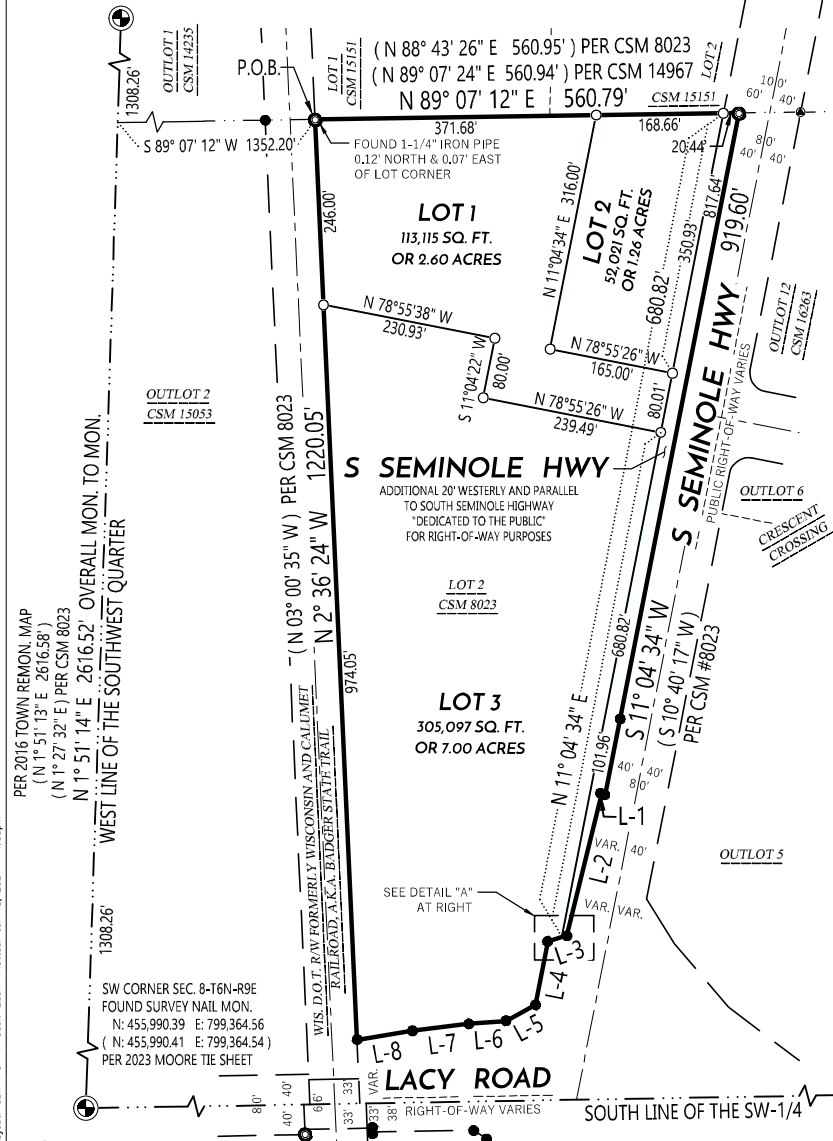 OUTLOT 1
CSM 14235
1308.26'
P.O.B.
LOT 1
CSM 15151
( N 88° 43' 26" E 560.95' ) PER CSM 8023
( N 89° 07' 24" E 560.94' ) PER CSM 14967
N 89° 07' 12" E 560.79'
LOT 2
CSM 15151
100'
60' 40'
371.68'
168.66'
20.44'
80'
40' 40'
S 89° 07' 12" W 1352.20'
FOUND 1-1/4" IRON PIPE
0.12' NORTH & 0.07' EAST
OF LOT CORNER
246.00'
LOT 1
113,115 SQ. FT.
OR 2.60 ACRES
N 11°04'34" E 316.00'
LOT 2
52,021 SQ. FT.
OR 1.26 ACRES
817.64'
350.93'
680.82'
919.60'
N 78°55'38" W
230.93'
S 11°04'22" W
80.00'
N 78°55'26" W
165.00'
80.01'
N 78°55'26" W
239.49'
OUTLOT 12
CSM 16263
OUTLOT 2
CSM 15053
S SEMINOLE HWY
PUBLIC RIGHT-OF-WAY VARIES
S SEMINOLE HWY
ADDITIONAL 20' WESTERLY AND PARALLEL
TO SOUTH SEMINOLE HIGHWAY
"DEDICATED TO THE PUBLIC"
FOR RIGHT-OF-WAY PURPOSES
OUTLOT 6
CRESCENT
CROSSING
( N 03° 00' 35" W ) PER CSM 8023
N 2° 36' 24" W 1220.05'
974.05'
LOT 2
CSM 8023
PER 2016 TOWN REMON. MAP
( N 1° 51' 13" E 2616.58' )
( N 1° 27' 32" E ) PER CSM 8023
N 1° 51' 14" E 2616.52' OVERALL MON. TO MON.
WEST LINE OF THE SOUTHWEST QUARTER
LOT 3
305,097 SQ. FT.
OR 7.00 ACRES
680.82'
N 11° 04' 34" E
101.96'
S 11° 04' 34" W
( S 10° 40' 17" W )
PER CSM #8023
40' 40'
80'
L-1
VAR. 40'
L-2
OUTLOT 5
VAR. VAR.
WIS. D.O.T. R/W FORMERLY WISCONSIN AND CALUMET
RAILROAD, A.K.A. BADGER STATE TRAIL
SEE DETAIL "A"
AT RIGHT
L-3
L-4
L-5
L-6
L-7
L-8
1308.26'
SW CORNER SEC. 8-T6N-R9E
FOUND SURVEY NAIL MON.
N: 455,990.39 E: 799,364.56
( N: 455,990.41 E: 799,364.54 )
PER 2023 MOORE TIE SHEET
80'
40' 40'
66'
33' 33'
VAR.
33'
38'
LACY ROAD
RIGHT-OF-WAY VARIES
SOUTH LINE OF THE SW-1/4